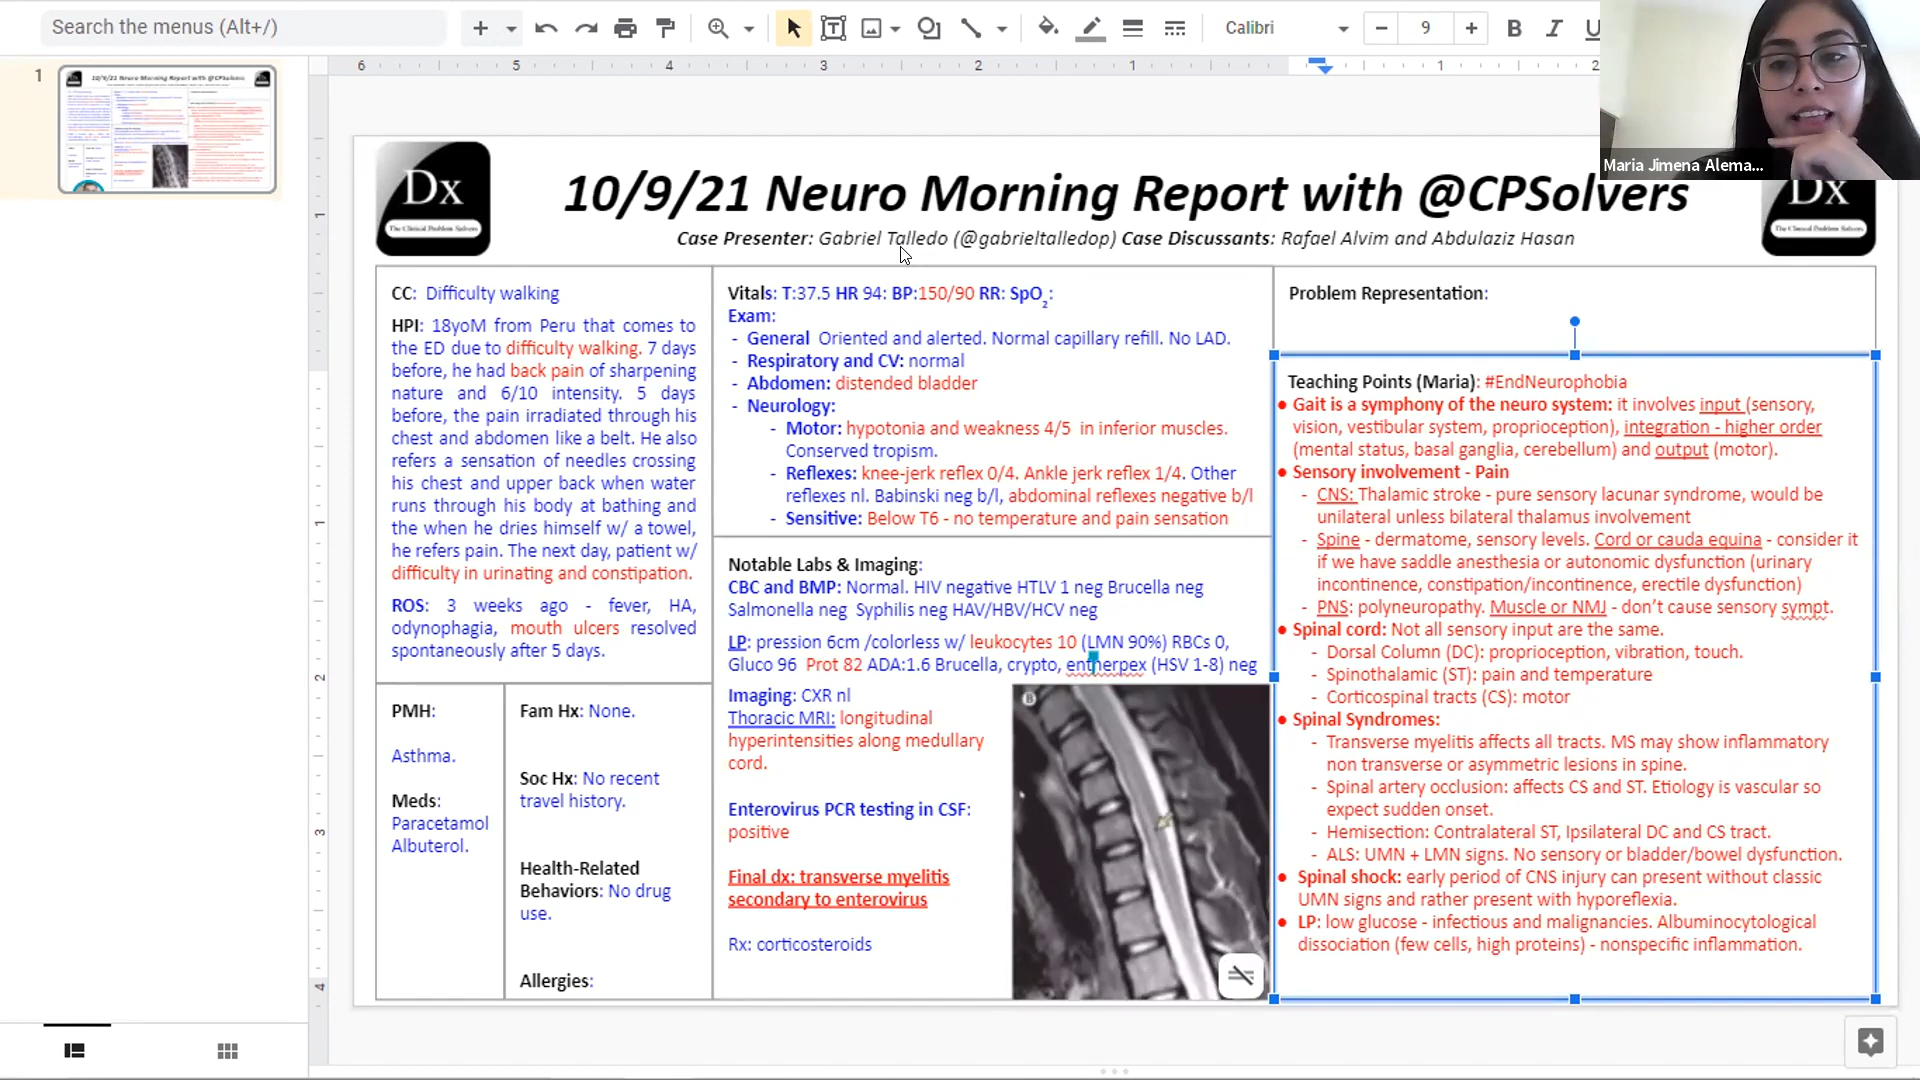 Search the menus (Alt+/)
Calibri
9
B
I
U
6 5 4 3 2 1 1 2
1
Maria Jimena Alema...
Dx
The Clinical Problem Solvers
10/9/21 Neuro Morning Report with @CPSolvers
Case Presenter: Gabriel Talledo (@gabrieltalledop) Case Discussants: Rafael Alvim and Abdulaziz Hasan
Dx
The Clinical Problem Solvers
CC: Difficulty walking
HPI: 18yoM from Peru that comes to
the ED due to difficulty walking. 7 days
before, he had back pain of sharpening
nature and 6/10 intensity. 5 days
before, the pain irradiated through his
chest and abdomen like a belt. He also
refers a sensation of needles crossing
his chest and upper back when water
runs through his body at bathing and
the when he dries himself w/ a towel,
he refers pain. The next day, patient w/
difficulty in urinating and constipation.
ROS: 3 weeks ago - fever, HA,
odynophagia, mouth ulcers resolved
spontaneously after 5 days.
PMH:
Asthma.
Meds:
Paracetamol
Albuterol.
Fam Hx: None.
Soc Hx: No recent
travel history.
Health-Related
Behaviors: No drug
use.
Allergies:
Vitals: T:37.5 HR 94: BP:150/90 RR: SpO2:
Exam:
- General Oriented and alerted. Normal capillary refill. No LAD.
- Respiratory and CV: normal
- Abdomen: distended bladder
- Neurology:
- Motor: hypotonia and weakness 4/5 in inferior muscles.
Conserved tropism.
- Reflexes: knee-jerk reflex 0/4. Ankle jerk reflex 1/4. Other
reflexes nl. Babinski neg b/l, abdominal reflexes negative b/l
- Sensitive: Below T6 - no temperature and pain sensation
Notable Labs & Imaging:
CBC and BMP: Normal. HIV negative HTLV 1 neg Brucella neg
Salmonella neg Syphilis neg HAV/HBV/HCV neg
LP: pression 6cm /colorless w/ leukocytes 10 (LMN 90%) RBCs 0,
Gluco 96 Prot 82 ADA:1.6 Brucella, crypto, entherpex (HSV 1-8) neg
Imaging: CXR nl
Thoracic MRI: longitudinal
hyperintensities along medullary
cord.
Enterovirus PCR testing in CSF:
positive
Final dx: transverse myelitis
secondary to enterovirus
Rx: corticosteroids
B
Problem Representation:
Teaching Points (Maria): #EndNeurophobia
● Gait is a symphony of the neuro system: it involves input (sensory,
vision, vestibular system, proprioception), integration - higher order
(mental status, basal ganglia, cerebellum) and output (motor).
● Sensory involvement - Pain
- CNS: Thalamic stroke - pure sensory lacunar syndrome, would be
unilateral unless bilateral thalamus involvement
- Spine - dermatome, sensory levels. Cord or cauda equina - consider it
if we have saddle anesthesia or autonomic dysfunction (urinary
incontinence, constipation/incontinence, erectile dysfunction)
- PNS: polyneuropathy. Muscle or NMJ - don't cause sensory sympt.
● Spinal cord: Not all sensory input are the same.
- Dorsal Column (DC): proprioception, vibration, touch.
- Spinothalamic (ST): pain and temperature
- Corticospinal tracts (CS): motor
● Spinal Syndromes:
- Transverse myelitis affects all tracts. MS may show inflammatory
non transverse or asymmetric lesions in spine.
- Spinal artery occlusion: affects CS and ST. Etiology is vascular so
expect sudden onset.
- Hemisection: Contralateral ST, Ipsilateral DC and CS tract.
- ALS: UMN + LMN signs. No sensory or bladder/bowel dysfunction.
● Spinal shock: early period of CNS injury can present without classic
UMN signs and rather present with hyporeflexia.
● LP: low glucose - infectious and malignancies. Albuminocytological
dissociation (few cells, high proteins) - nonspecific inflammation.
1
2
3
4